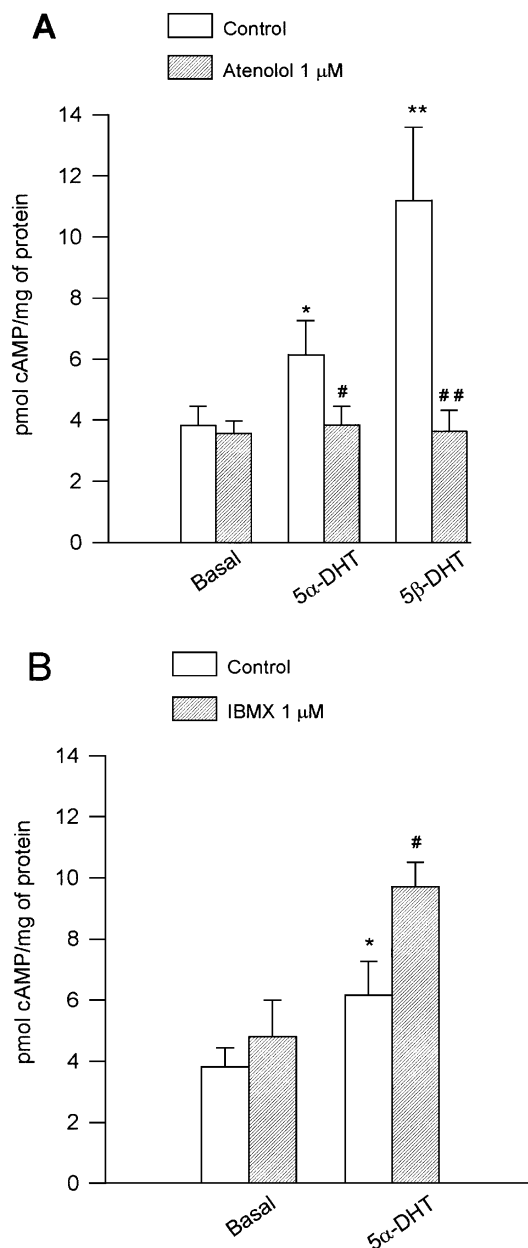 A
Control
Atenolol 1 μM
pmol cAMP/mg of protein
14
12
10
8
6
4
2
0
*
#
**
# #
Basal
5α-DHT
5β-DHT
B
Control
IBMX 1 μM
pmol cAMP/mg of protein
14
12
10
8
6
4
2
0
*
#
Basal
5α-DHT